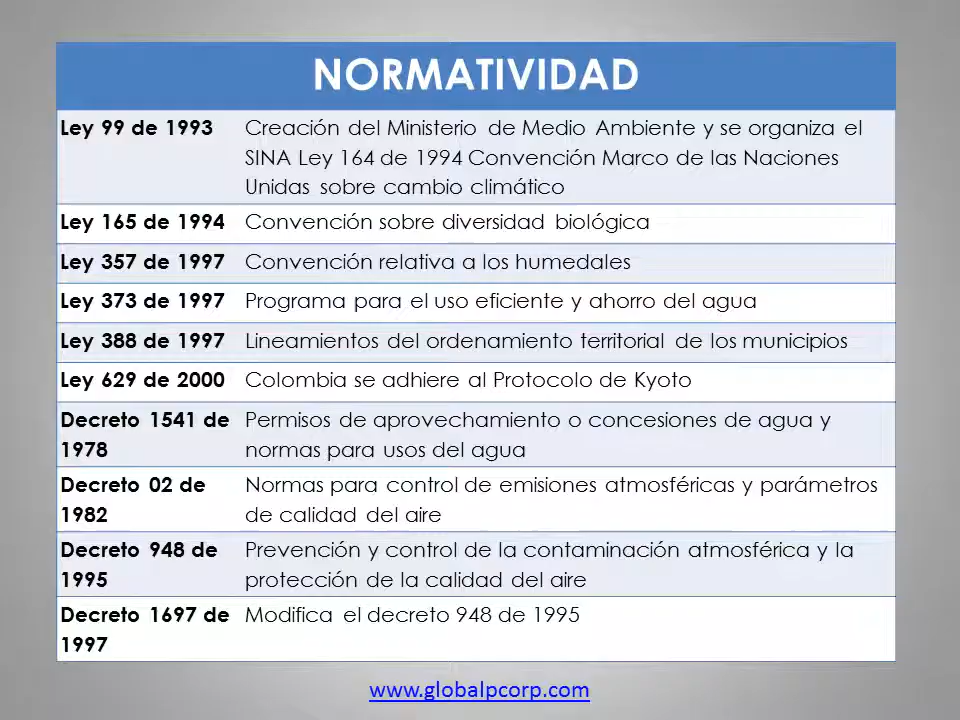 NORMATIVIDAD
Ley 99 de 1993 Creación del Ministerio de Medio Ambiente y se organiza el
SINA Ley 164 de 1994 Convención Marco de las Naciones
Unidas sobre cambio climático
Ley 165 de 1994 Convención sobre diversidad biológica
Ley 357 de 1997 Convención relativa a los humedales
Ley 373 de 1997 Programa para el uso eficiente y ahorro del agua
Ley 388 de 1997 Lineamientos del ordenamiento territorial de los municipios
Ley 629 de 2000 Colombia se adhiere al Protocolo de Kyoto
Decreto 1541 de Permisos de aprovechamiento o concesiones de agua y
1978 normas para usos del agua
Decreto 02 de Normas para control de emisiones atmosféricas y parámetros
1982 de calidad del aire
Decreto 948 de Prevención y control de la contaminación atmosférica y la
1995 protección de la calidad del aire
Decreto 1697 de Modifica el decreto 948 de 1995
1997
www.globalpcorp.com